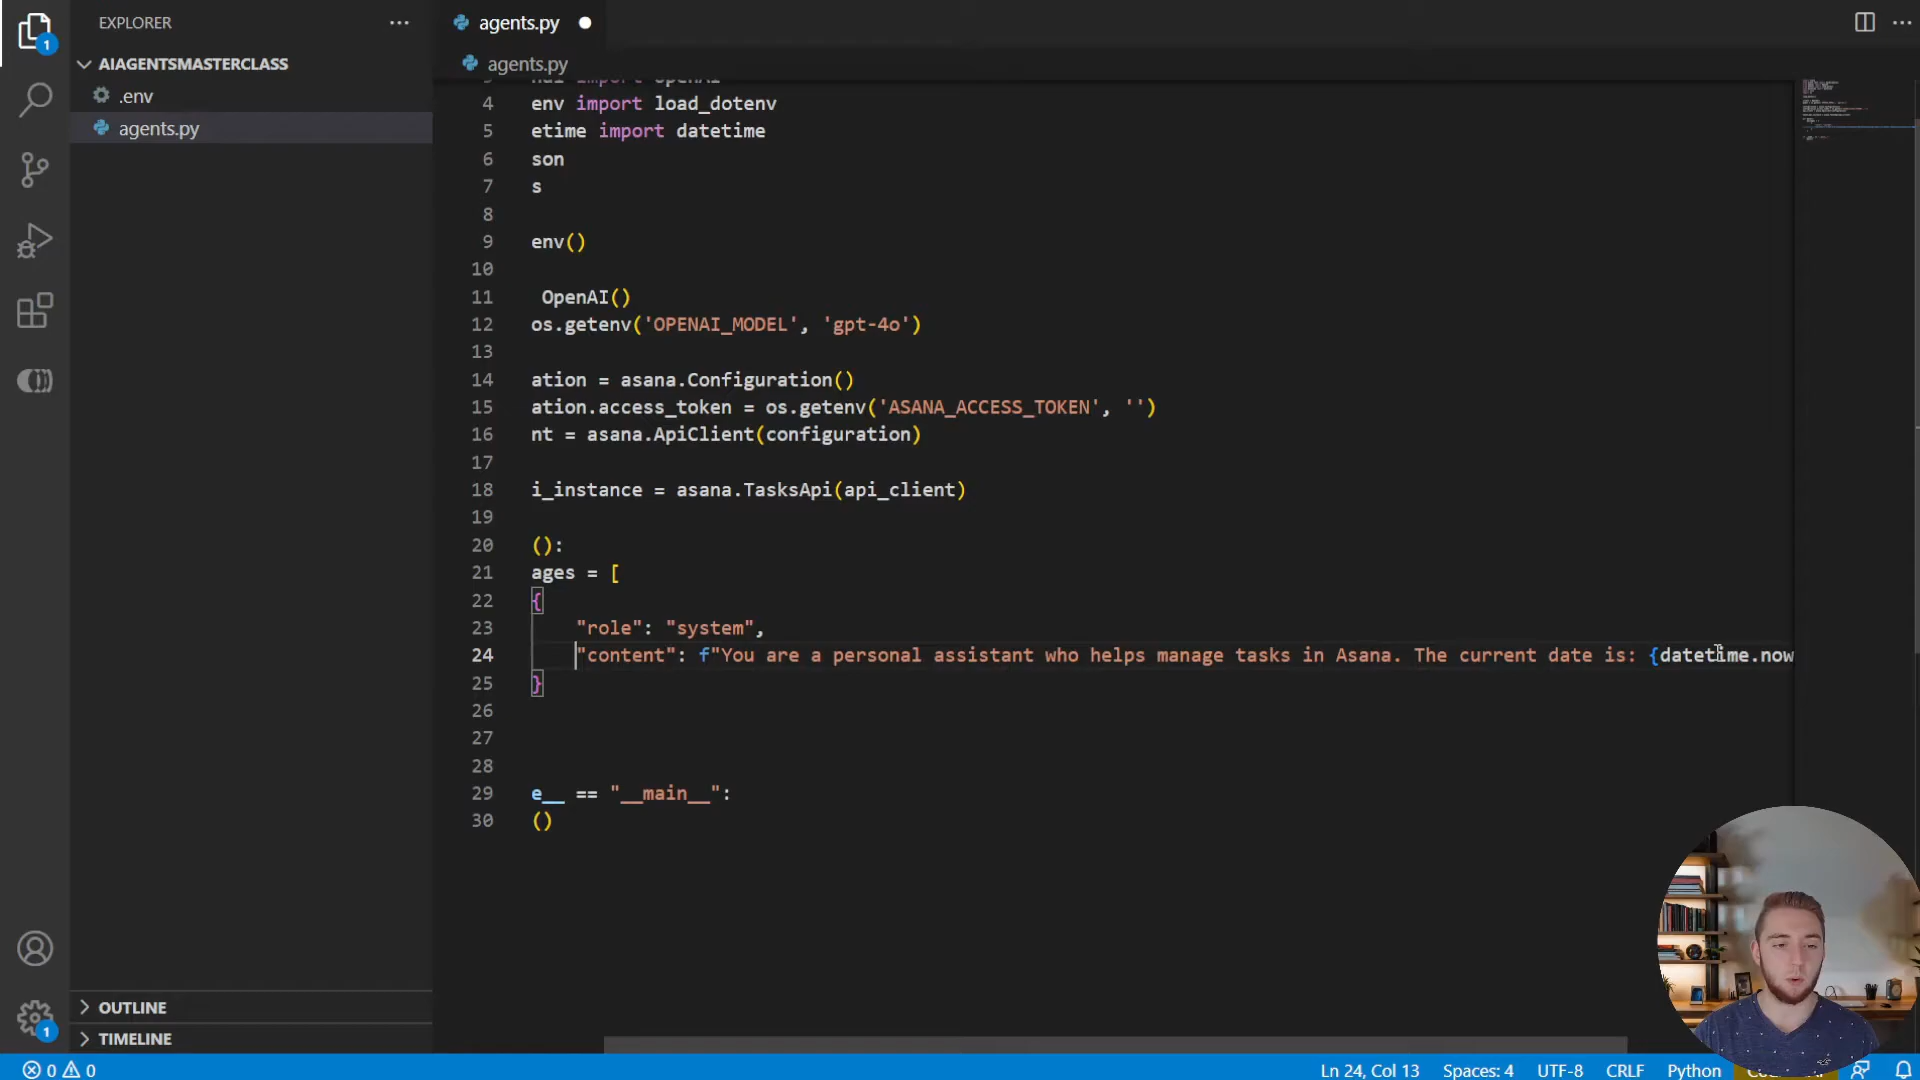 EXPLORER
AIAGENTSMASTERCLASS
.env
agents.py
OUTLINE
TIMELINE
agents.py
agents.py
4 env import load_dotenv
5 etime import datetime
6 son
7 s
8
9 env()
10
11 OpenAI()
12 os.getenv('OPENAI_MODEL', 'gpt-4o')
13
14 ation = asana.Configuration()
15 ation.access_token = os.getenv('ASANA_ACCESS_TOKEN', '')
16 nt = asana.ApiClient(configuration)
17
18 i_instance = asana.TasksApi(api_client)
19
20 ():
21 ages = [
22 {
23 "role": "system",
24 "content": f"You are a personal assistant who helps manage tasks in Asana. The current date is: {datetime.now
25 }
26
27
28
29 e__ == "__main__":
30 ()
1
1
0 0
Ln 24, Col 13
Spaces: 4
UTF-8
CRLF
Python